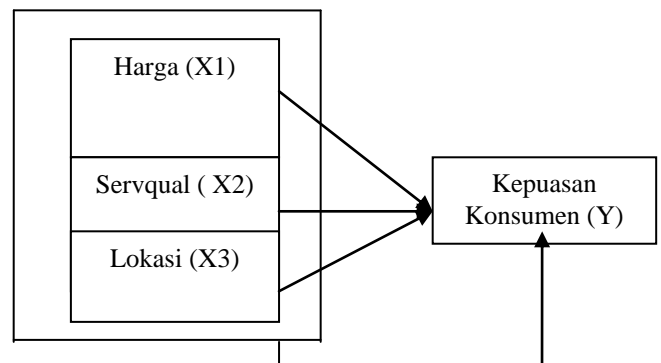 Harga (X1)
Servqual ( X2)
Lokasi (X3)
Kepuasan
Konsumen (Y)